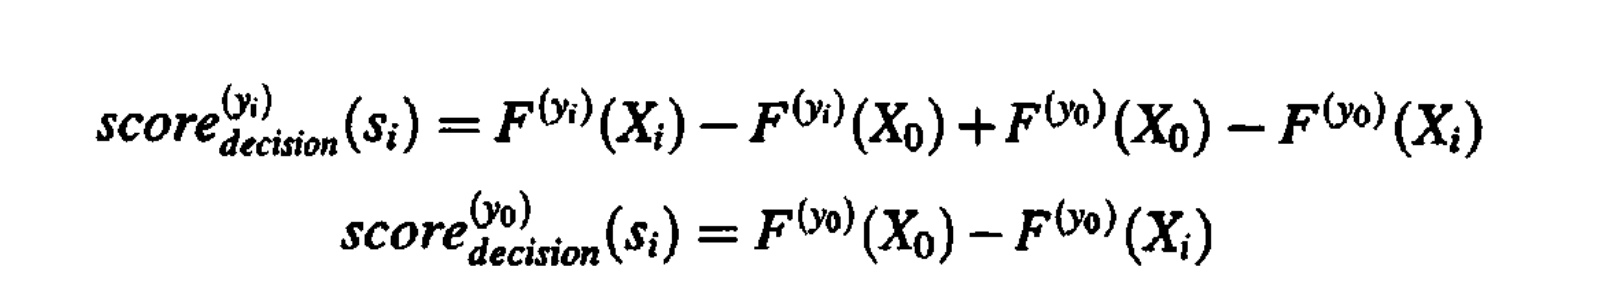 score_{decision}^{(y_i)}(s_i) = F^{(y_i)}(X_i) − F^{(y_i)}(X_0) + F^{(y_0)}(X_0) − F^{(y_0)}(X_i)
score_{decision}^{(y_0)}(s_i) = F^{(y_0)}(X_0) − F^{(y_0)}(X_i)